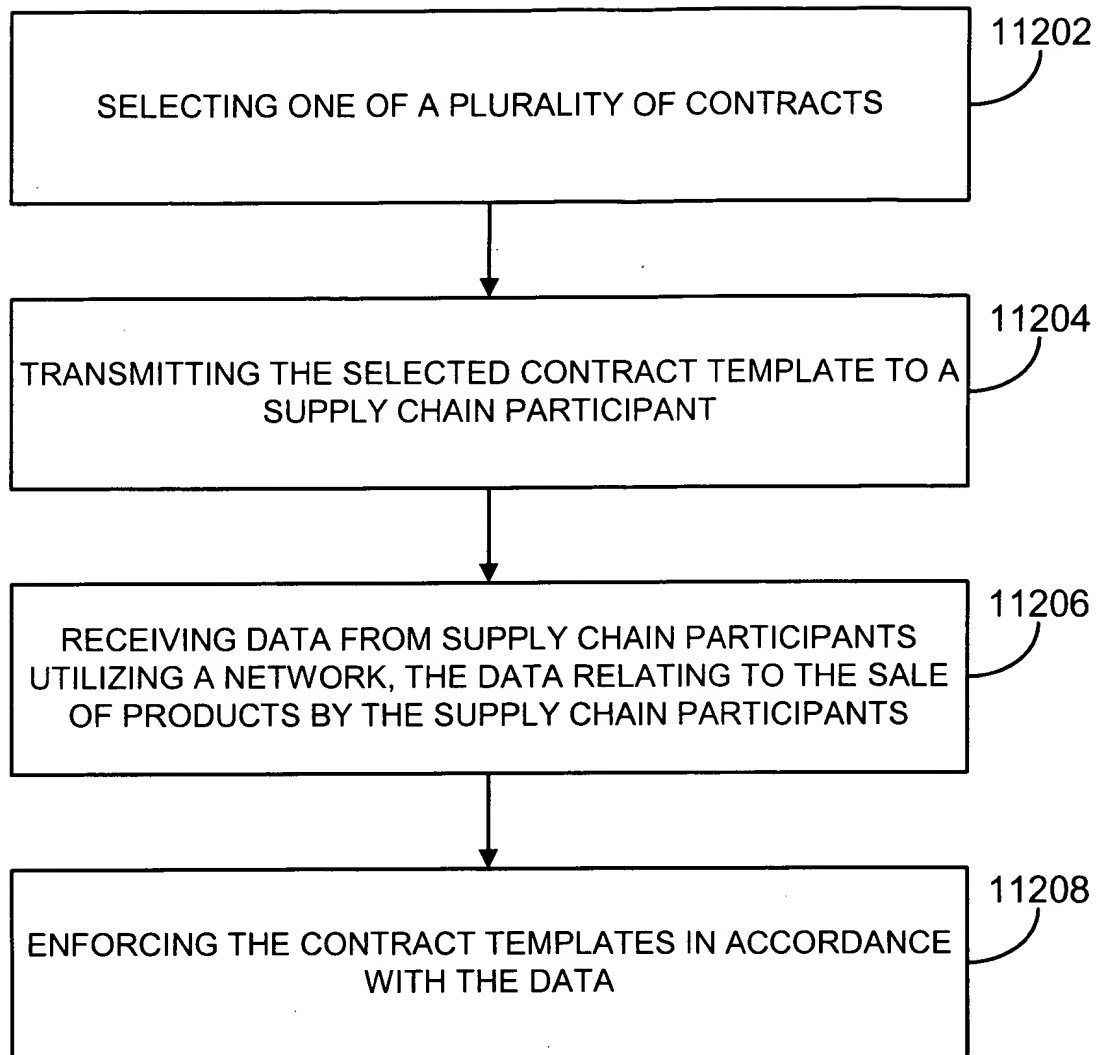 11202
SELECTING ONE OF A PLURALITY OF CONTRACTS
11204
TRANSMITTING THE SELECTED CONTRACT TEMPLATE TO A
SUPPLY CHAIN PARTICIPANT
11206
RECEIVING DATA FROM SUPPLY CHAIN PARTICIPANTS
UTILIZING A NETWORK, THE DATA RELATING TO THE SALE
OF PRODUCTS BY THE SUPPLY CHAIN PARTICIPANTS
11208
ENFORCING THE CONTRACT TEMPLATES IN ACCORDANCE
WITH THE DATA